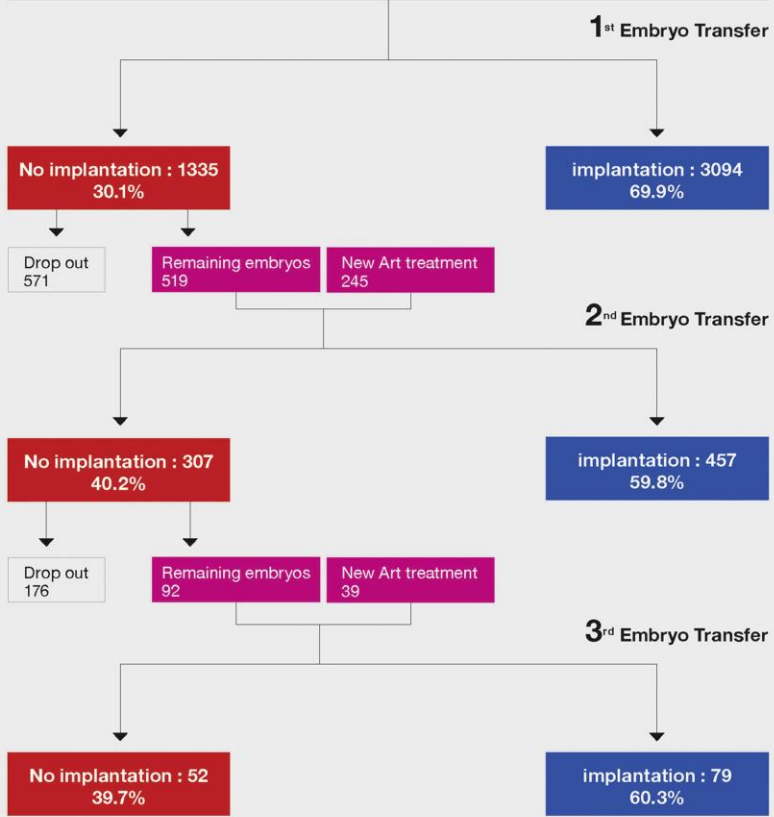 1st Embryo Transfer
No implantation : 1335
30.1%
implantation : 3094
69.9%
Drop out
571
Remaining embryos
519
New Art treatment
245
2nd Embryo Transfer
No implantation : 307
40.2%
implantation : 457
59.8%
Drop out
176
Remaining embryos
92
New Art treatment
39
3rd Embryo Transfer
No implantation : 52
39.7%
implantation : 79
60.3%